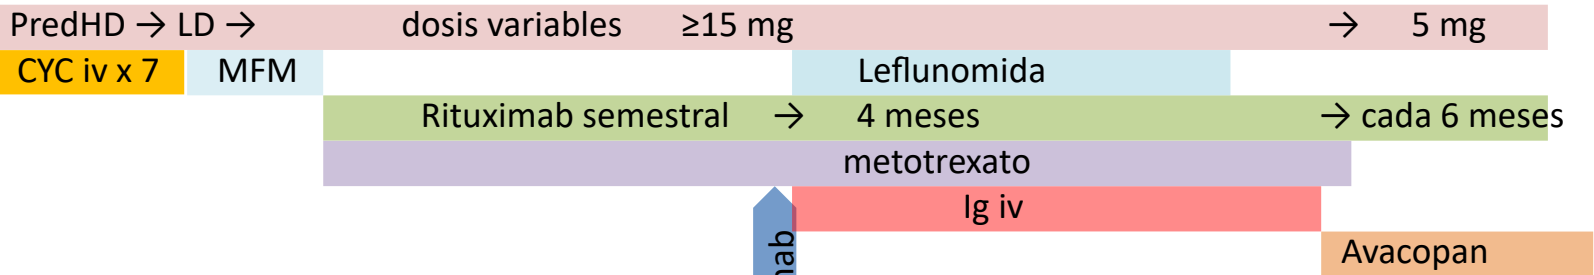 PredHD → LD → dosis variables ≥15 mg → 5 mg
CYC iv x 7 MFM Leflunomida
Rituximab semestral → 4 meses → cada 6 meses
metotrexato
Ig iv
Avacopan